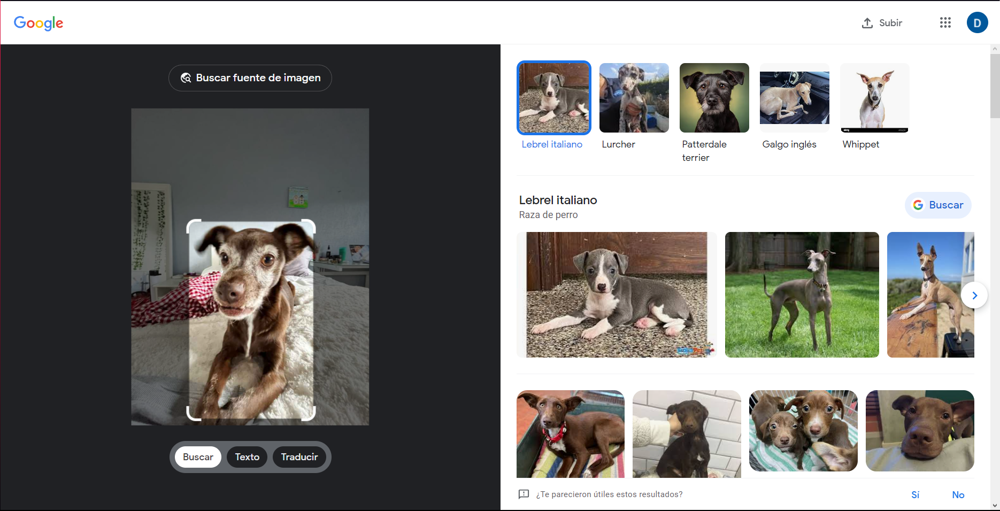 Google
Subir
D
Buscar fuente de imagen
Lebrel italiano
Lurcher
Patterdale
terrier
Galgo inglés
Whippet
Lebrel italiano
Raza de perro
Buscar
Buscar
Texto
Traducir
¿Te parecieron útiles estos resultados?
Sí
No